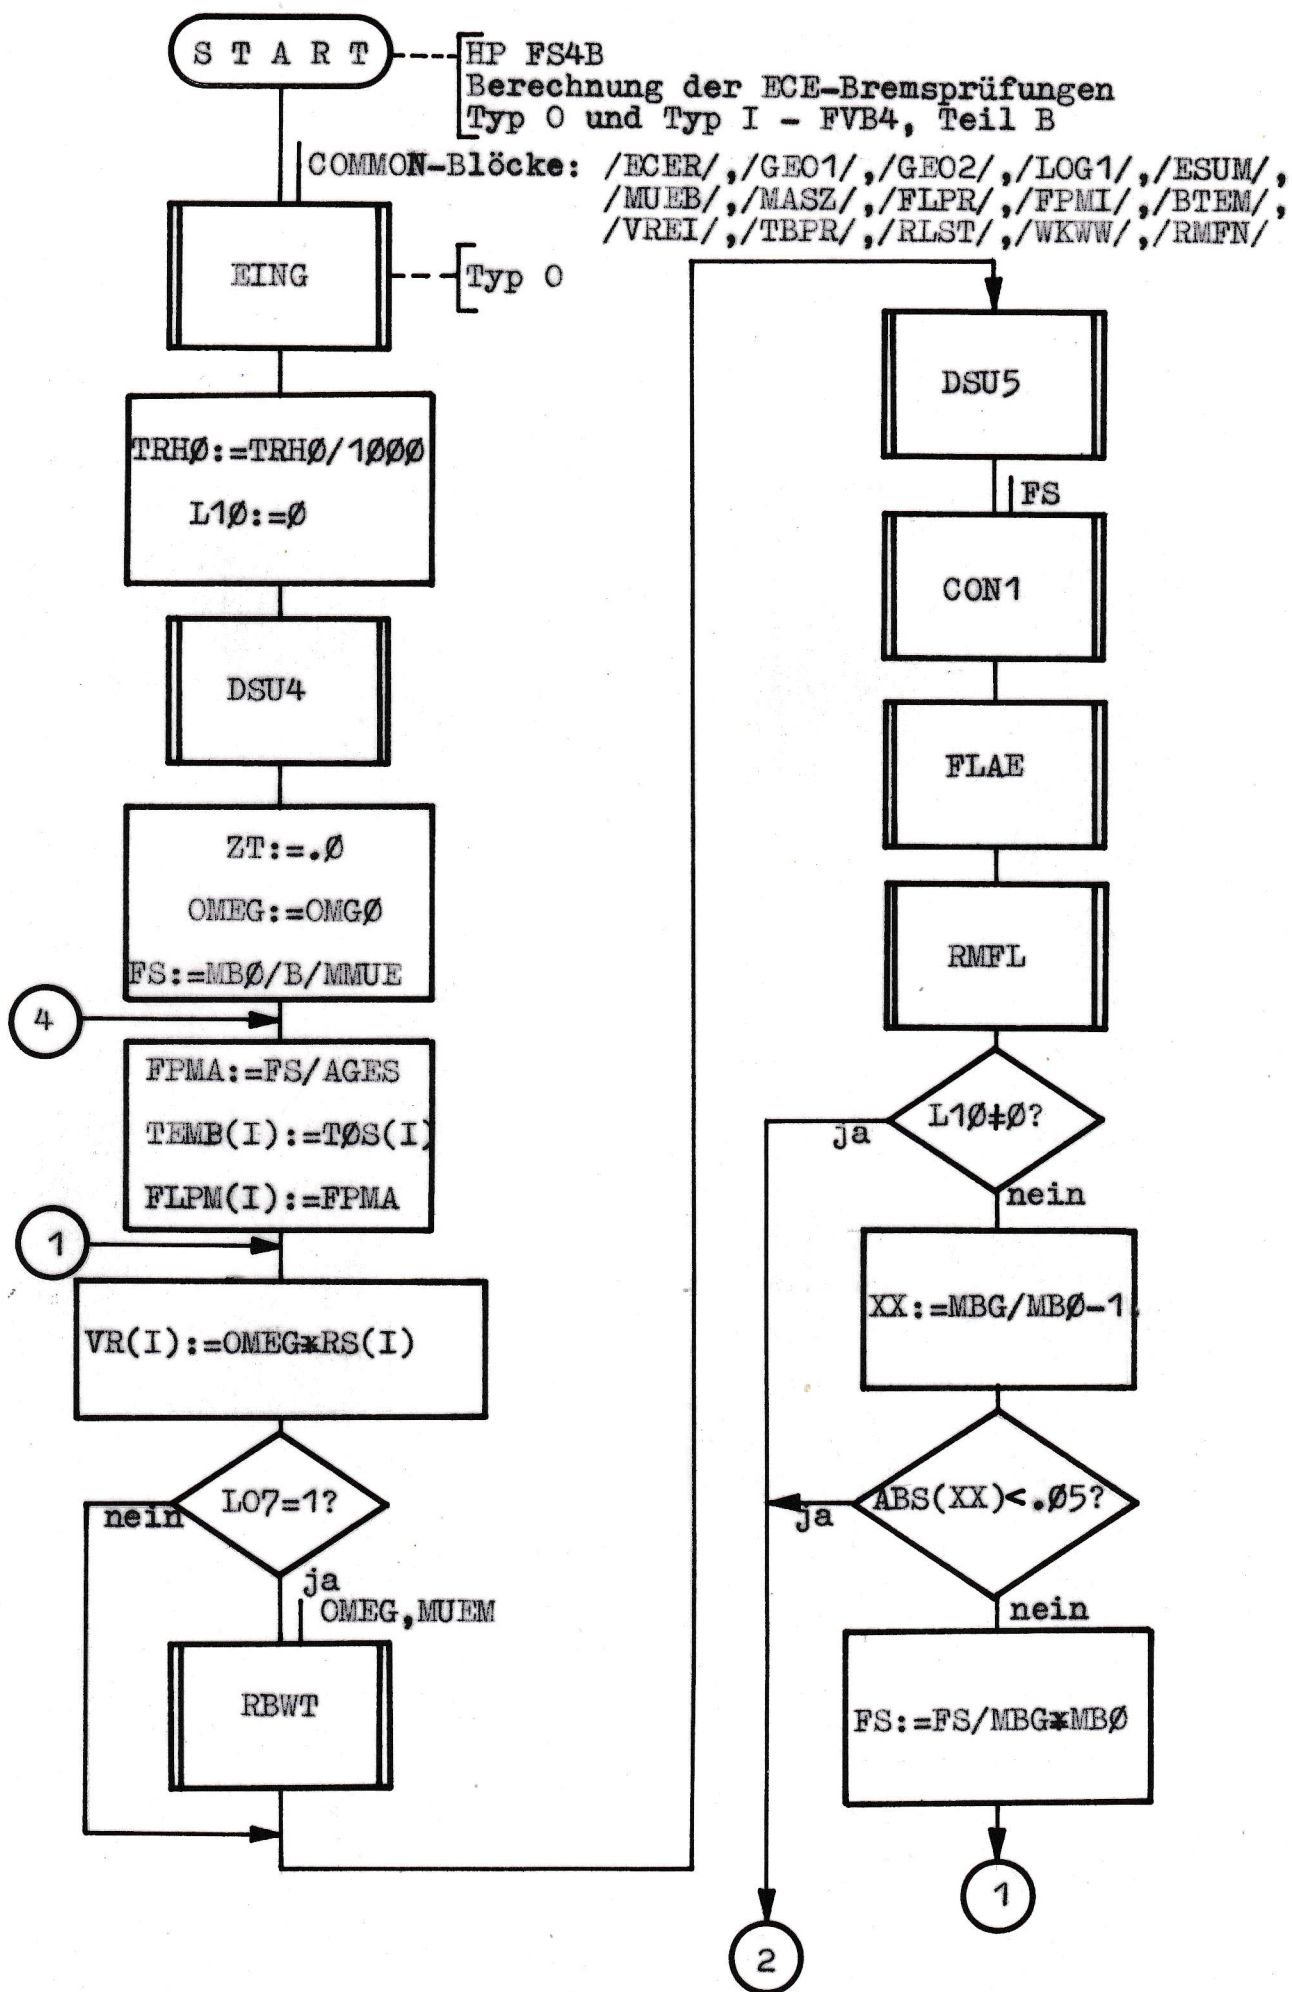 S T A R T
HP FS4B
Berechnung der ECE-Bremsprüfungen
Typ 0 und Typ I - FVB4, Teil B
COMMON-Blöcke: /ECER/,/GEO1/,/GEO2/,/LOG1/,/ESUM/,
/MUEB/,/MASZ/,/FLPR/,/FPMI/,/BTEM/,
/VREI/,/TBPR/,/RLST/,/WKWW/,/RMFN/
EING
Typ 0
TRHØ:=TRHØ/1ØØØ
L1Ø:=Ø
DSU4
ZT:=.Ø
OMEG:=OMGØ
FS:=MBØ/B/MMUE
4
FPMA:=FS/AGES
TEMB(I):=TØS(I)
FLPM(I):=FPMA
1
VR(I):=OMEG*RS(I)
LO7=1?
nein
ja
OMEG,MUEM
RBWT
DSU5
FS
CON1
FLAE
RMFL
L1Ø‡Ø?
ja
nein
XX:=MBG/MBØ-1.
ABS(XX)<.Ø5?
ja
nein
FS:=FS/MBG*MBØ
1
2